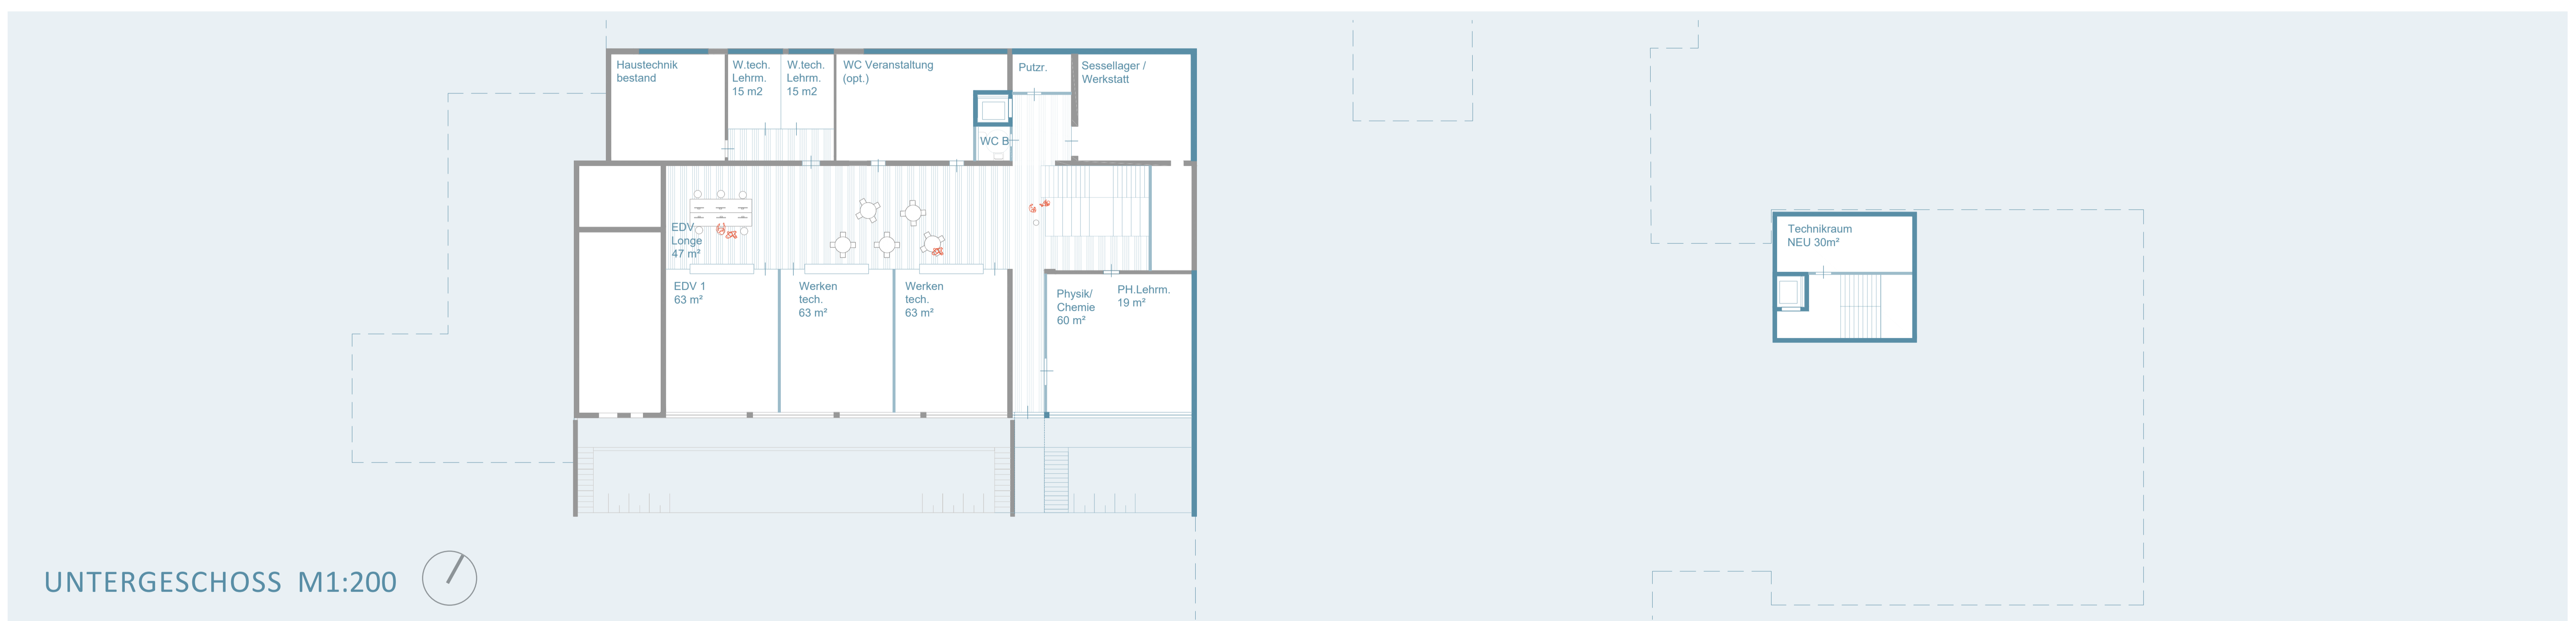 Haustechnik
bestand
W.tech.
Lehrm.
15 m2
W.tech.
Lehrm.
15 m2
WC Veranstaltung
(opt.)
Putzr.
Sessellager /
Werkstatt
WC B
EDV
Longe
47 m²
EDV 1
63 m²
Werken
tech.
63 m²
Werken
tech.
63 m²
Physik/
Chemie
60 m²
PH.Lehrm.
19 m²
Technikraum
NEU 30m²
UNTERGESCHOSS M1:200